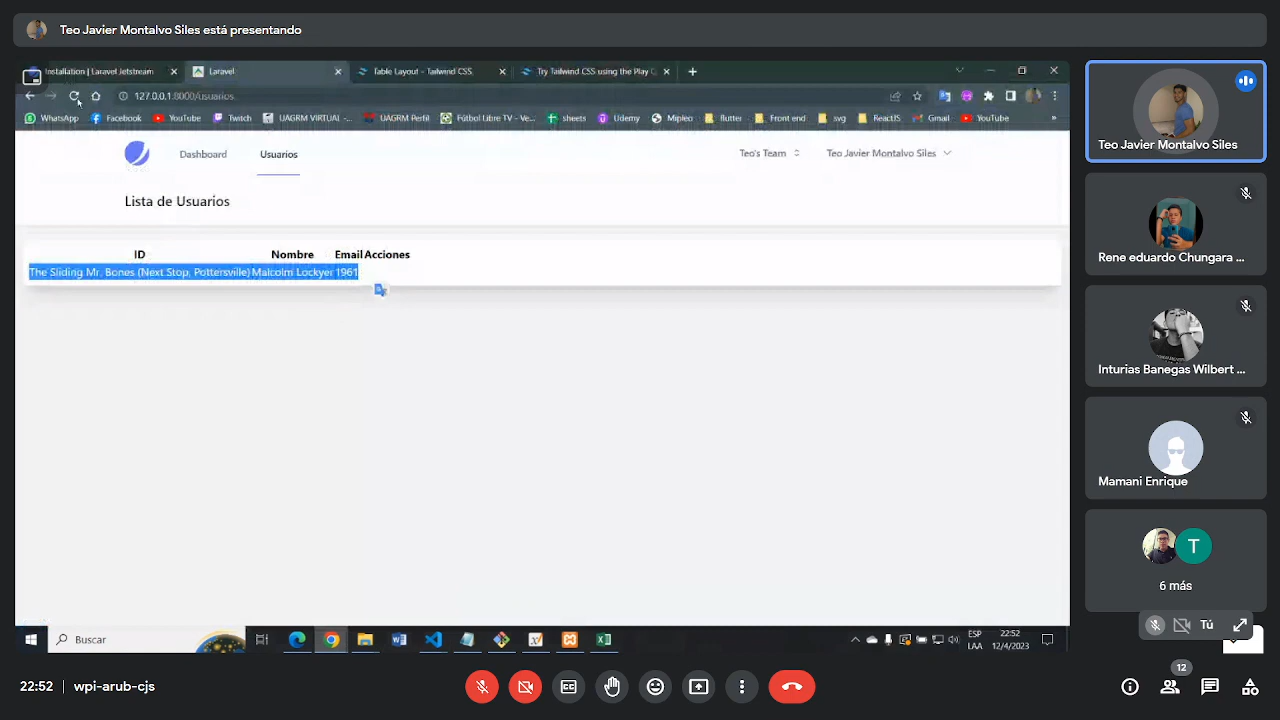 Teo Javier Montalvo Siles está presentando
Installation | Laravel Jetstream
Laravel
Table Layout - Tailwind CSS
Try Tailwind CSS using the Play C
127.0.0.1:8000/usuarios
WhatsApp
Facebook
YouTube
Twitch
UAGRM VIRTUAL -...
UAGRM Perfil
Fútbol Libre TV - Ve...
sheets
Udemy
Mipleo
flutter
Front end
.svg
ReactJS
Gmail
YouTube
Dashboard
Usuarios
Teo's Team
Teo Javier Montalvo Siles
Lista de Usuarios
ID Nombre Email Acciones
The Sliding Mr. Bones (Next Stop, Pottersville) Malcolm Lockyer 1961
Teo Javier Montalvo Siles
Rene eduardo Chungara ...
Inturias Banegas Wilbert ...
Mamani Enrique
T
6 más
Tú
Buscar
ESP
LAA
22:52
12/4/2023
22:52 | wpi-arub-cjs
12